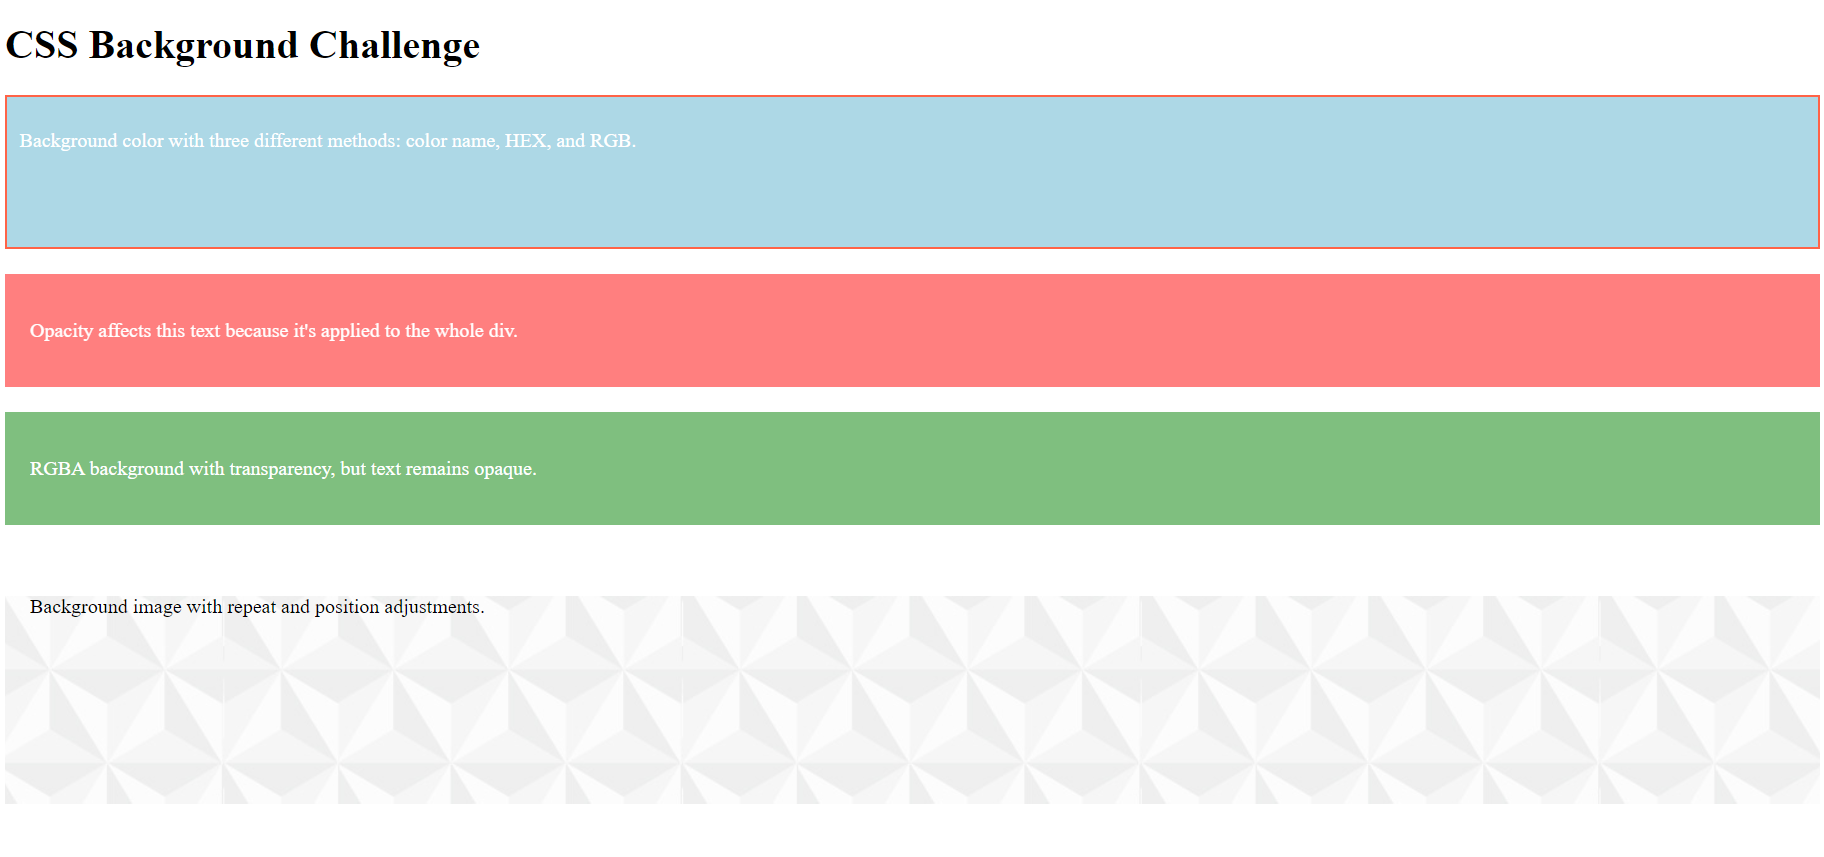 CSS Background Challenge
Background color with three different methods: color name, HEX, and RGB.
Opacity affects this text because it's applied to the whole div.
RGBA background with transparency, but text remains opaque.
Background image with repeat and position adjustments.